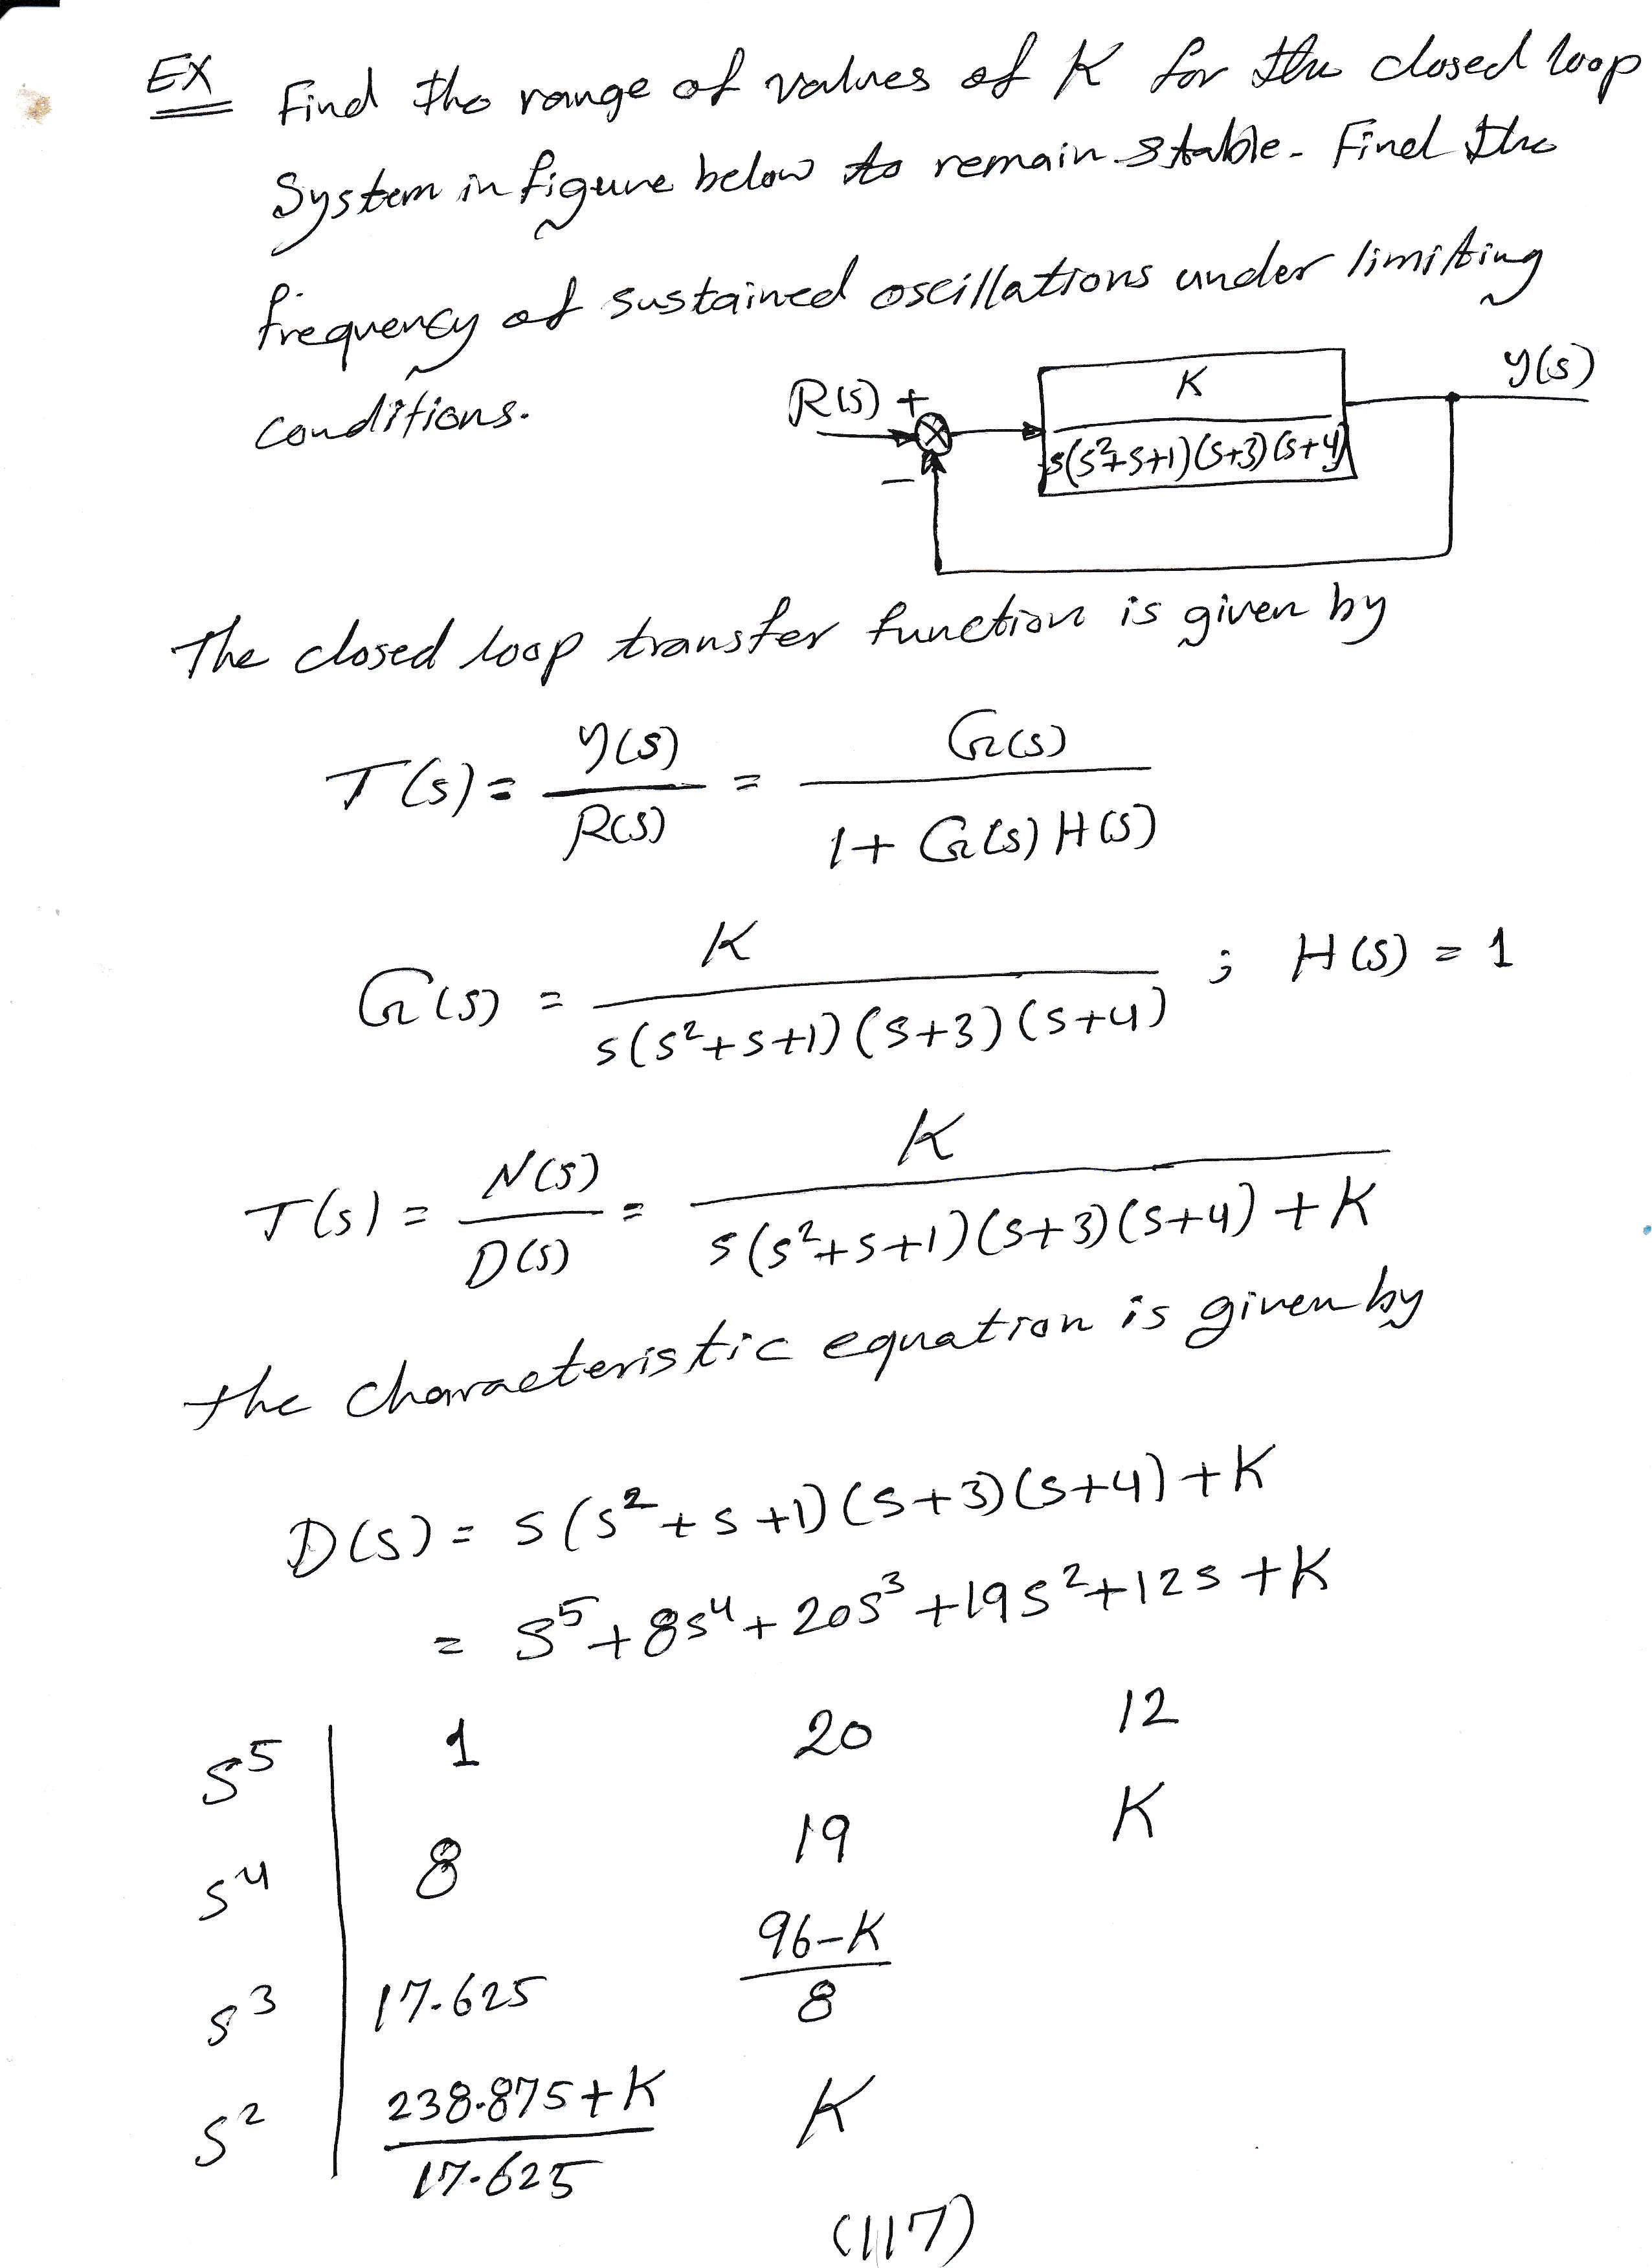 EX Find the range of values of K for the closed loop
System in figure below to remain stable. Find the
frequency of sustained oscillations under limiting
conditions.
R(s) + K y(s)
s(s²+s+1)(s+3)(s+4)
−
The closed loop transfer function is given by
T(s) = y(s)/R(s) = G(s)/(1 + G(s) H(s))
G(s) = K/(s(s²+s+1)(s+3)(s+4)) ; H(s) = 1
T(s) = N(s)/D(s) = K/(s(s²+s+1)(s+3)(s+4) + K)
the characteristic equation is given by
D(s) = s(s²+s+1)(s+3)(s+4) + K
= s⁵ + 8s⁴ + 20s³ + 19s² + 12s + K
s⁵ | 1 20 12
s⁴ | 8 19 K
s³ | 17.625 (96-K)/8
s² | (238.875+K)/17.625 K
(117)